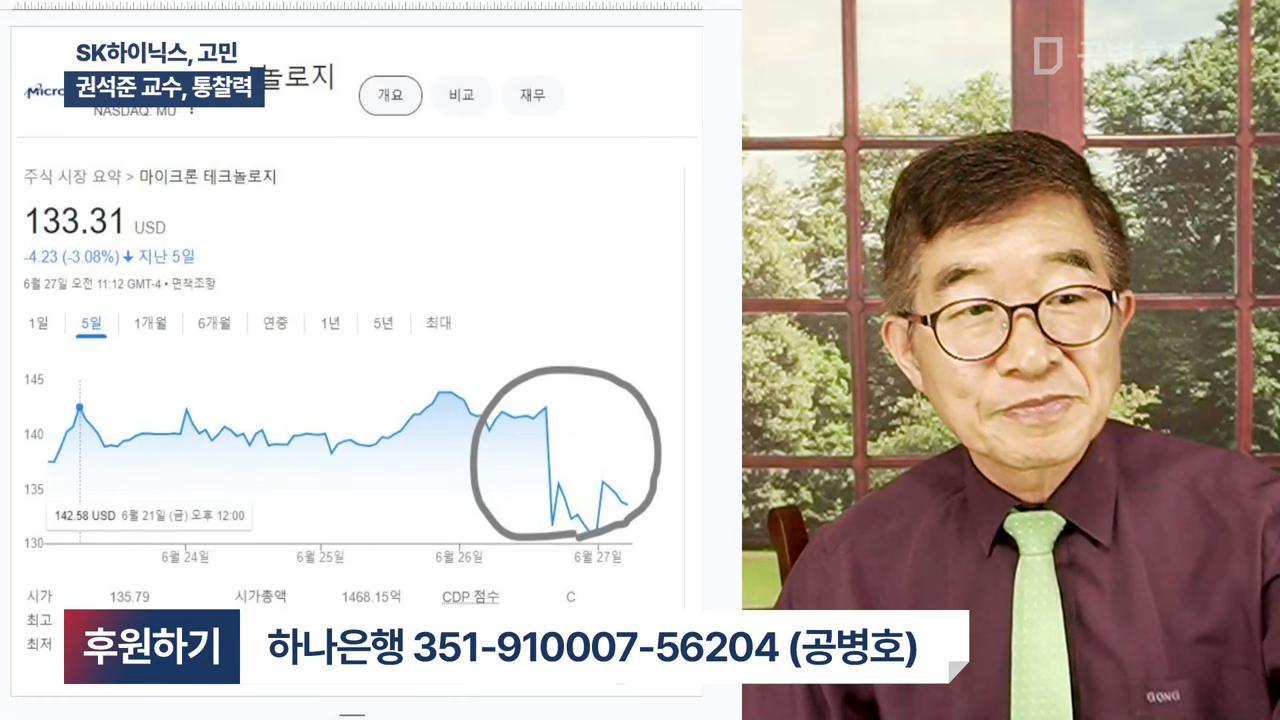 SK하이닉스, 고민
권석준 교수, 통찰력
Micro
놀로지
NASDAQ: MU
개요
비교
재무
공병호TV
주식 시장 요약 > 마이크론 테크놀로지
133.31 USD
-4.23 (-3.08%) 지난 5일
6월 27일 오전 11:12 GMT-4 • 면책조항
1일
5일
1개월
6개월
연중
1년
5년
최대
145
140
135
130
142.58 USD 6월 21일 (금) 오후 12:00
6월 24일
6월 25일
6월 26일
6월 27일
시가 135.79
시가총액 1468.15억
CDP 점수 C
최고
최저
후원하기
하나은행 351-910007-56204 (공병호)
GONG